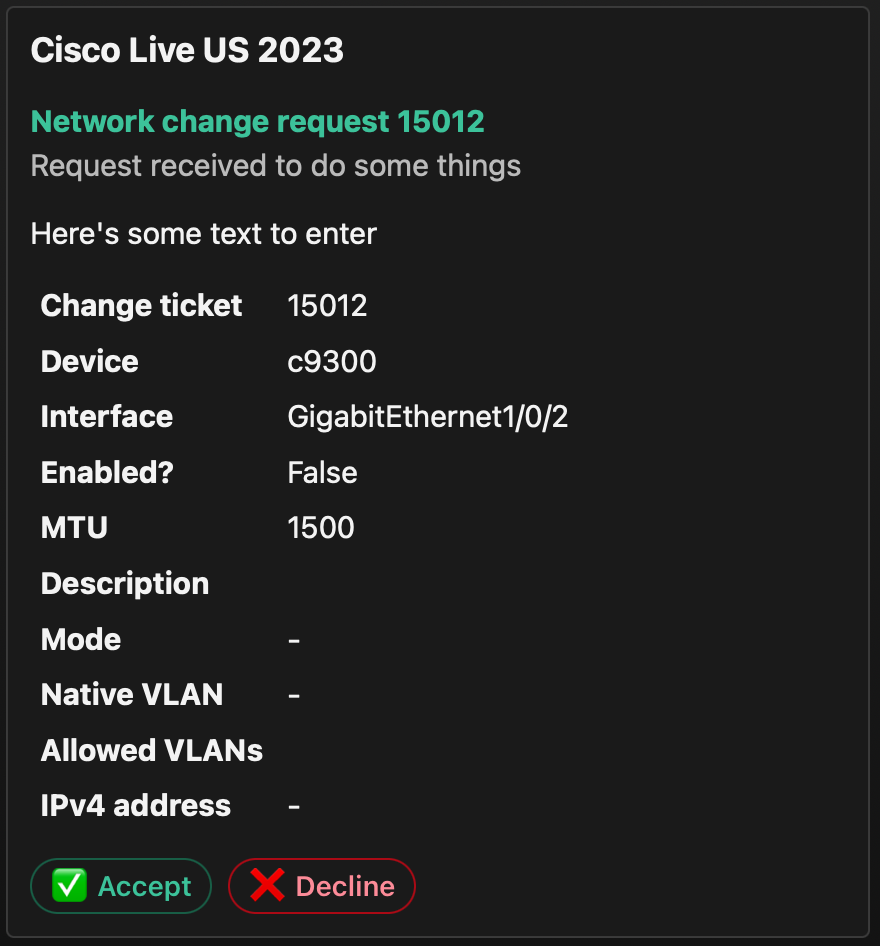 Cisco Live US 2023
Network change request 15012
Request received to do some things
Here's some text to enter
Change ticket 15012
Device c9300
Interface GigabitEthernet1/0/2
Enabled? False
MTU 1500
Description
Mode -
Native VLAN -
Allowed VLANs
IPv4 address -
✅ Accept ❌ Decline